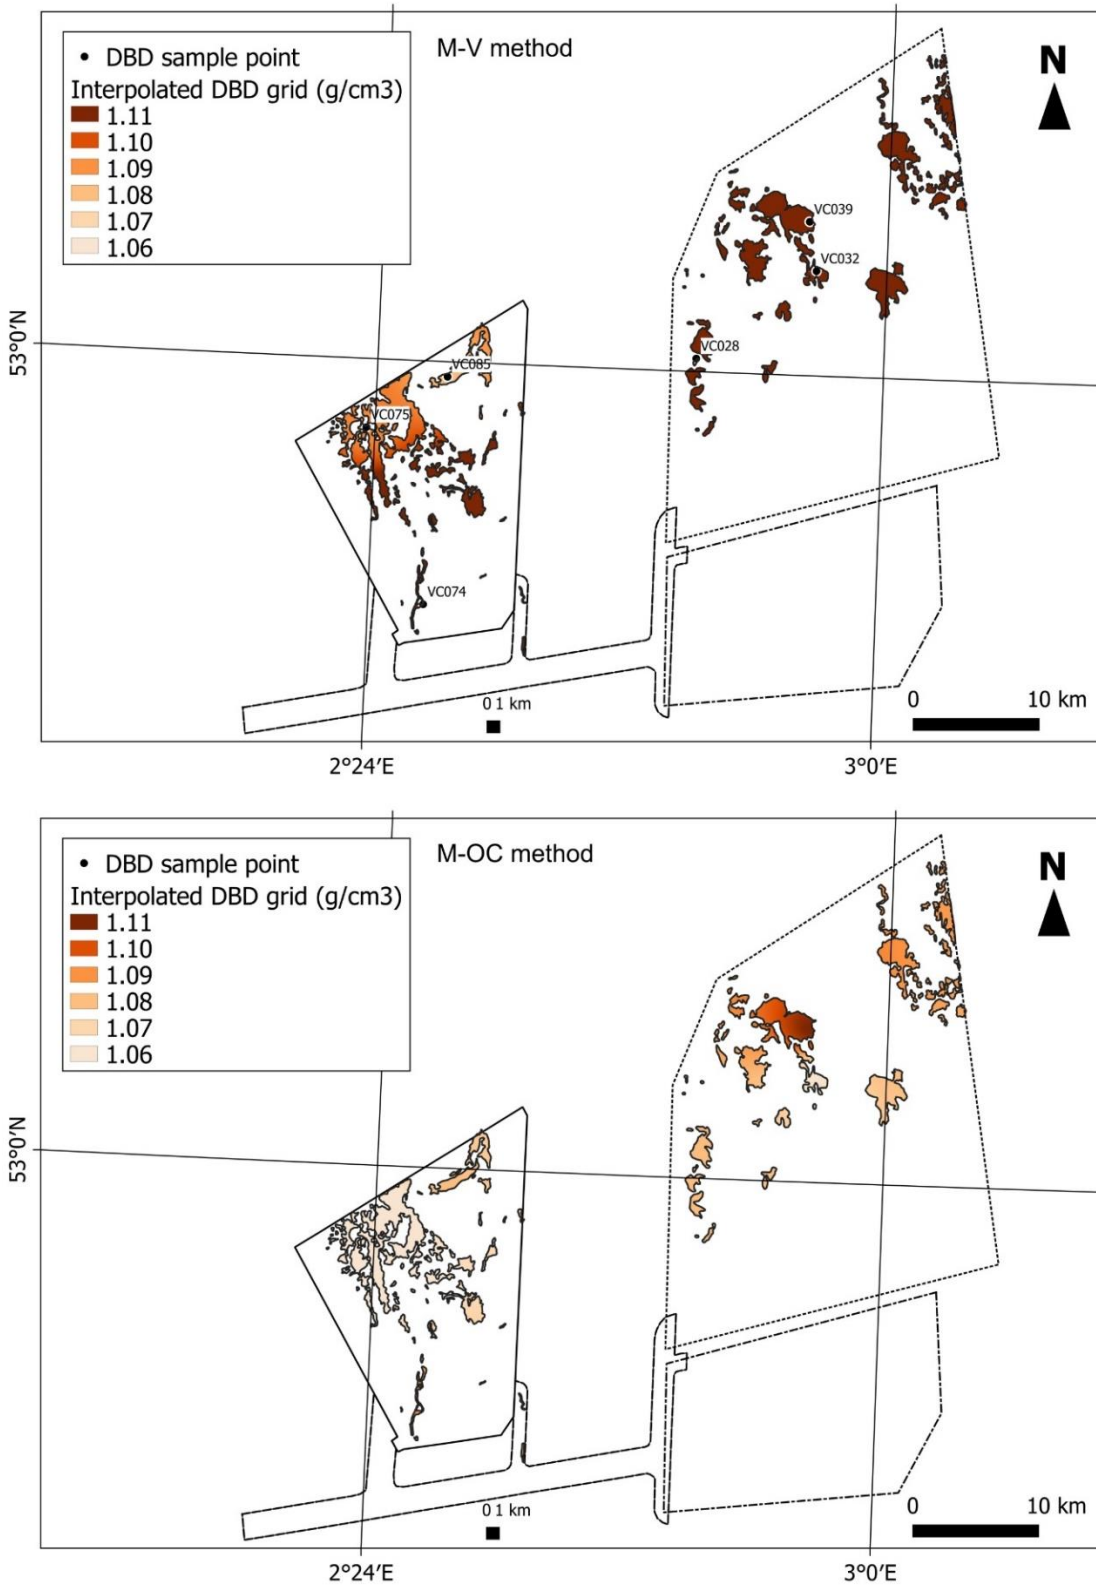 M-V method
DBD sample point
Interpolated DBD grid (g/cm3)
1.11
1.10
1.09
1.08
1.07
1.06
N
VC039
VC032
VC028
VC085
VC075
VC074
53°0'N
0 1 km
0 10 km
2°24'E 3°0'E
M-OC method
DBD sample point
Interpolated DBD grid (g/cm3)
1.11
1.10
1.09
1.08
1.07
1.06
N
53°0'N
0 1 km
0 10 km
2°24'E 3°0'E